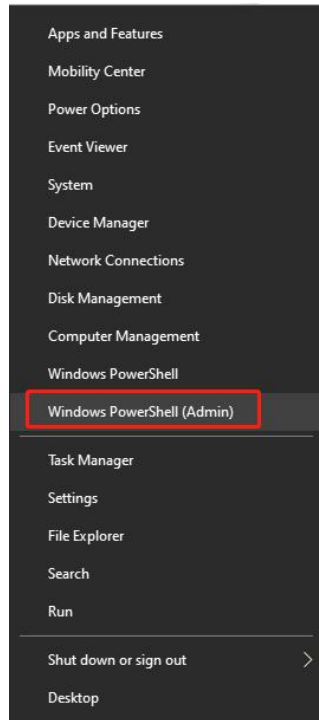 Apps and Features
Mobility Center
Power Options
Event Viewer
System
Device Manager
Network Connections
Disk Management
Computer Management
Windows PowerShell
Windows PowerShell (Admin)
Task Manager
Settings
File Explorer
Search
Run
Shut down or sign out
Desktop